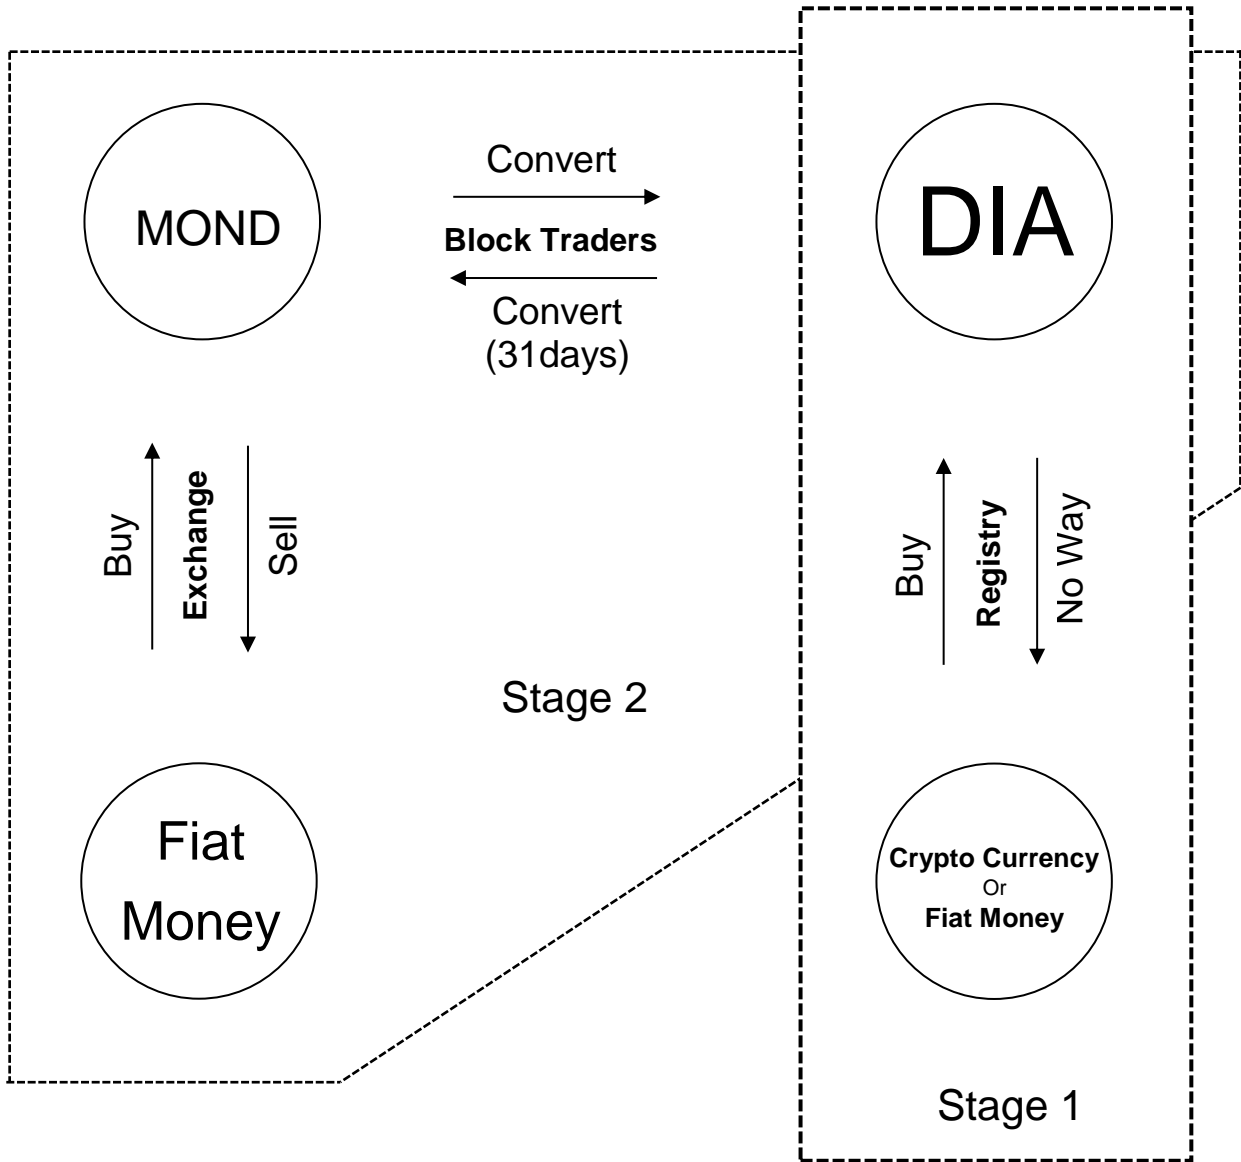 MOND
Convert
Block Traders
Convert
(31days)
DIA
Buy
Exchange
Sell
Buy
Registry
No Way
Stage 2
Fiat
Money
Crypto Currency
Or
Fiat Money
Stage 1